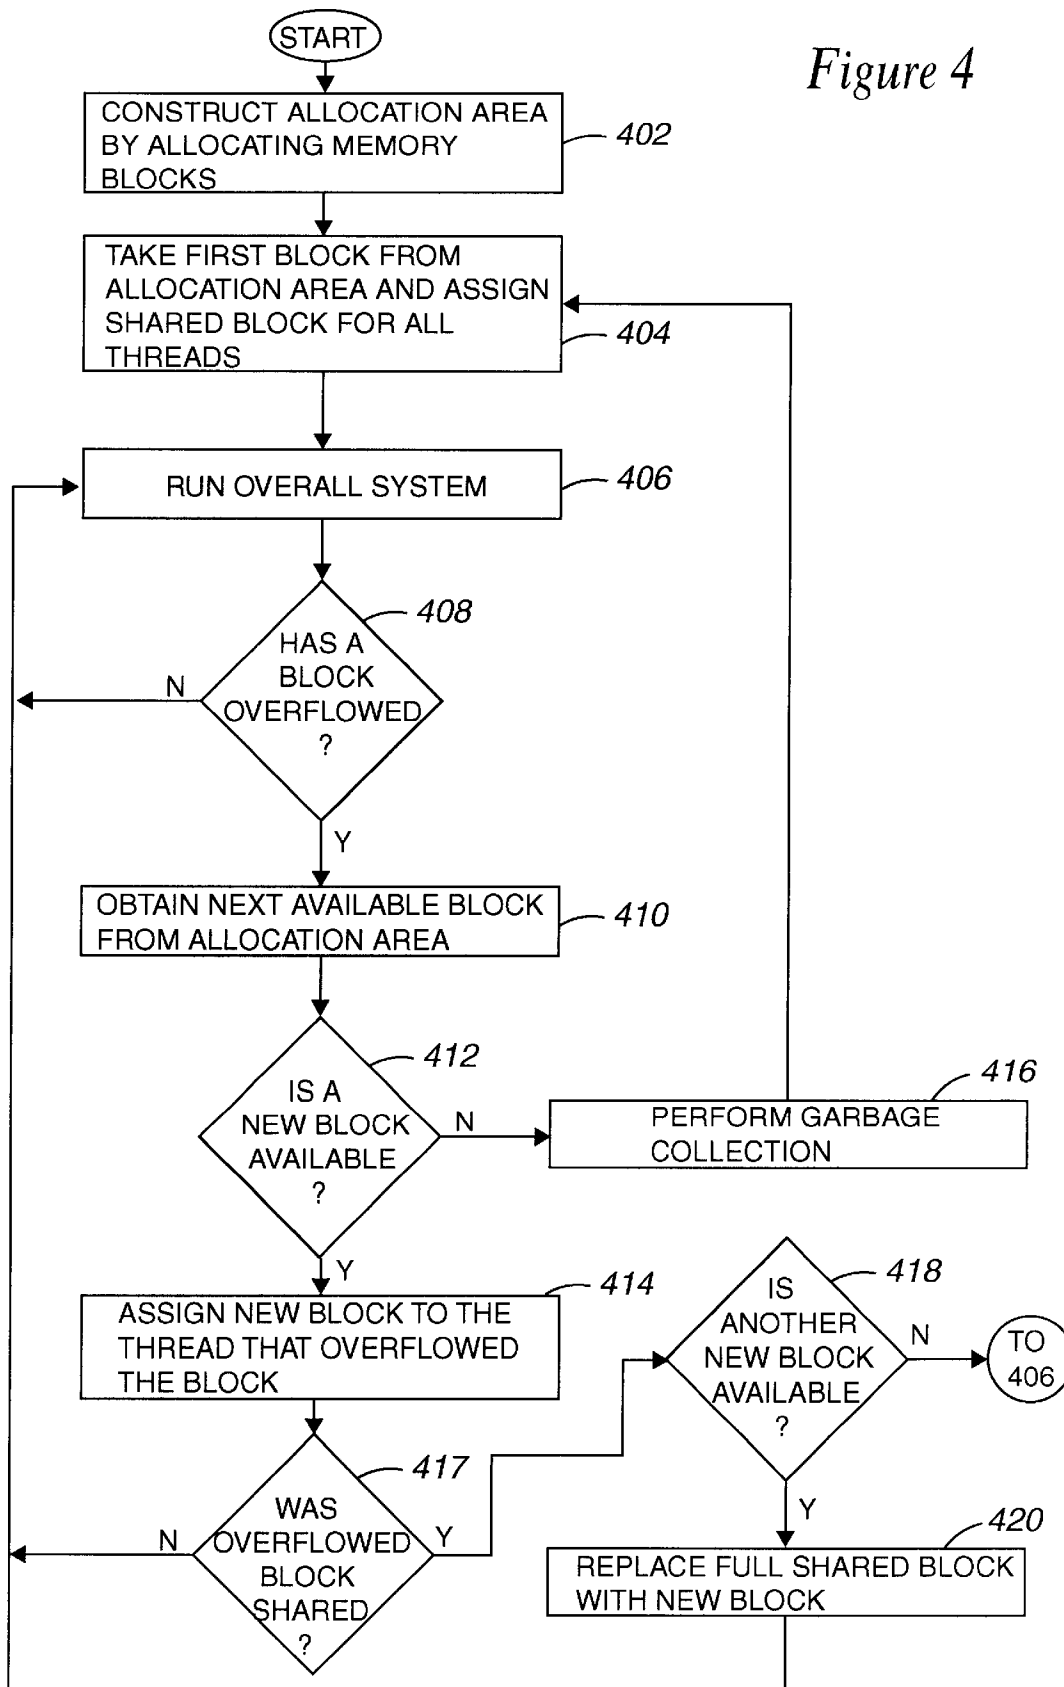 Figure 4
START
CONSTRUCT ALLOCATION AREA
BY ALLOCATING MEMORY
BLOCKS
402
TAKE FIRST BLOCK FROM
ALLOCATION AREA AND ASSIGN
SHARED BLOCK FOR ALL
THREADS
404
RUN OVERALL SYSTEM
406
408
HAS A
BLOCK
OVERFLOWED
?
N
Y
OBTAIN NEXT AVAILABLE BLOCK
FROM ALLOCATION AREA
410
412
IS A
NEW BLOCK
AVAILABLE
?
N
Y
416
PERFORM GARBAGE
COLLECTION
414
ASSIGN NEW BLOCK TO THE
THREAD THAT OVERFLOWED
THE BLOCK
417
WAS
OVERFLOWED
BLOCK
SHARED
?
N
Y
418
IS
ANOTHER
NEW BLOCK
AVAILABLE
?
N
TO
406
Y
420
REPLACE FULL SHARED BLOCK
WITH NEW BLOCK